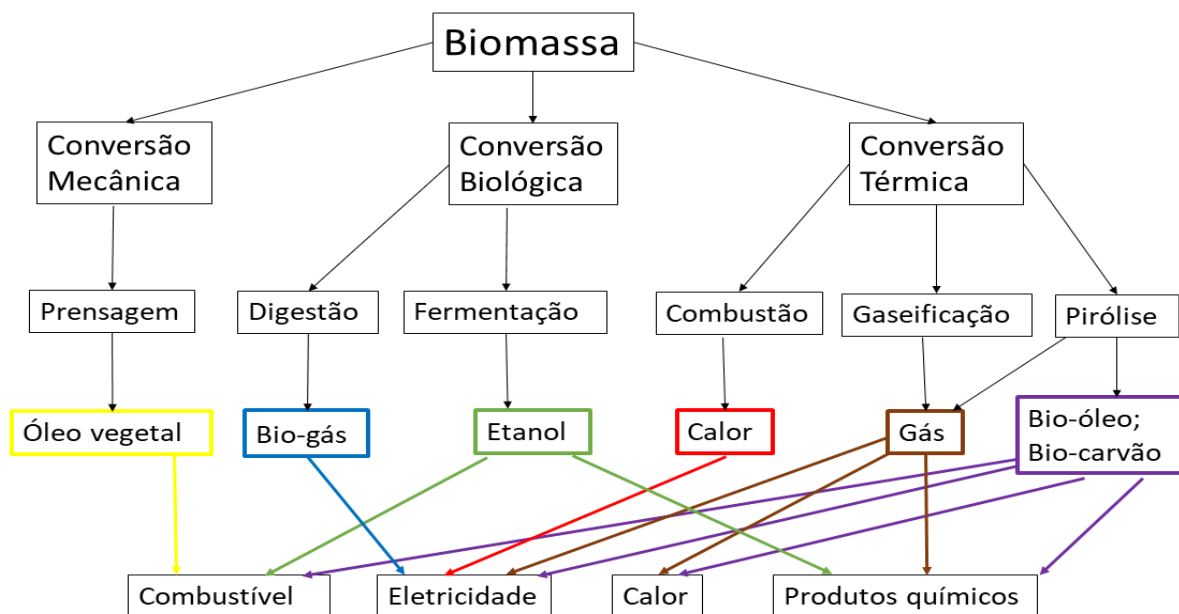 Biomassa
Conversão
Mecânica
Conversão
Biológica
Conversão
Térmica
Prensagem
Digestão
Fermentação
Combustão
Gaseificação
Pirólise
Óleo vegetal
Bio-gás
Etanol
Calor
Gás
Bio-óleo;
Bio-carvão
Combustível
Eletricidade
Calor
Produtos químicos